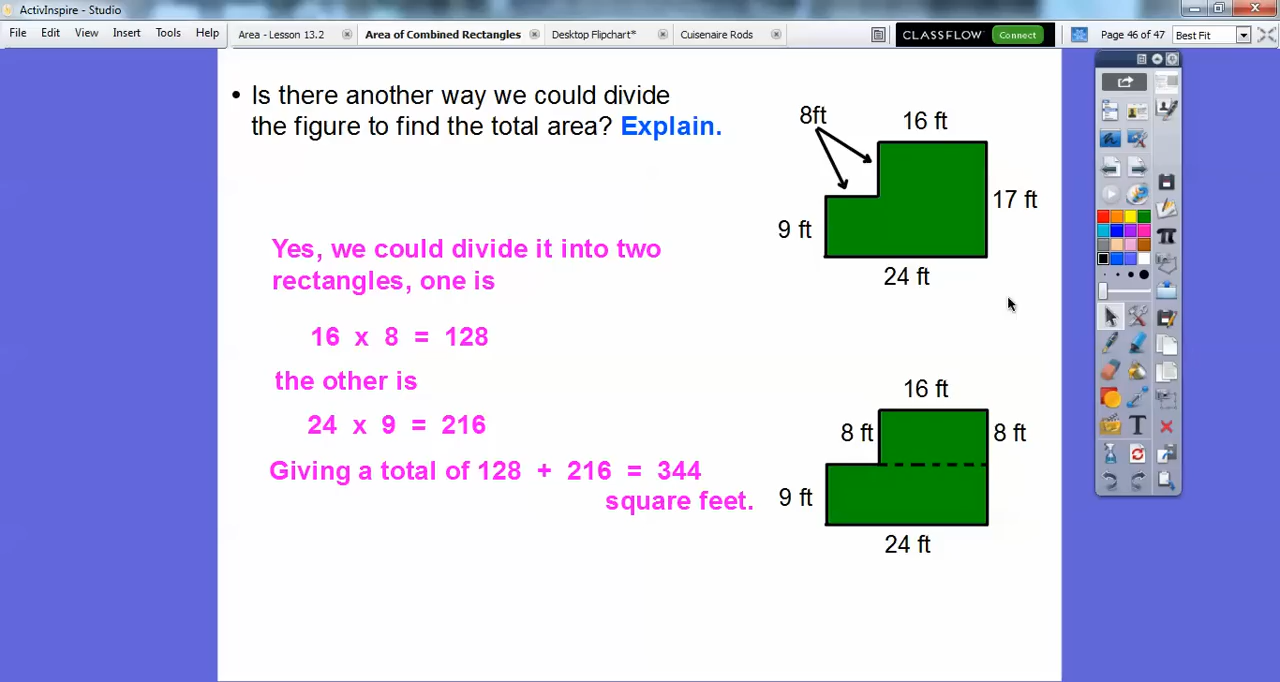 ActivInspire - Studio
File Edit View Insert Tools Help
Area - Lesson 13.2
Area of Combined Rectangles
Desktop Flipchart*
Cuisenaire Rods
CLASSFLOW Connect
Page 46 of 47
Best Fit
• Is there another way we could divide
the figure to find the total area? Explain.
8ft
16 ft
17 ft
9 ft
24 ft
Yes, we could divide it into two
rectangles, one is
16 x 8 = 128
the other is
24 x 9 = 216
Giving a total of 128 + 216 = 344
square feet.
16 ft
8 ft
8 ft
9 ft
24 ft